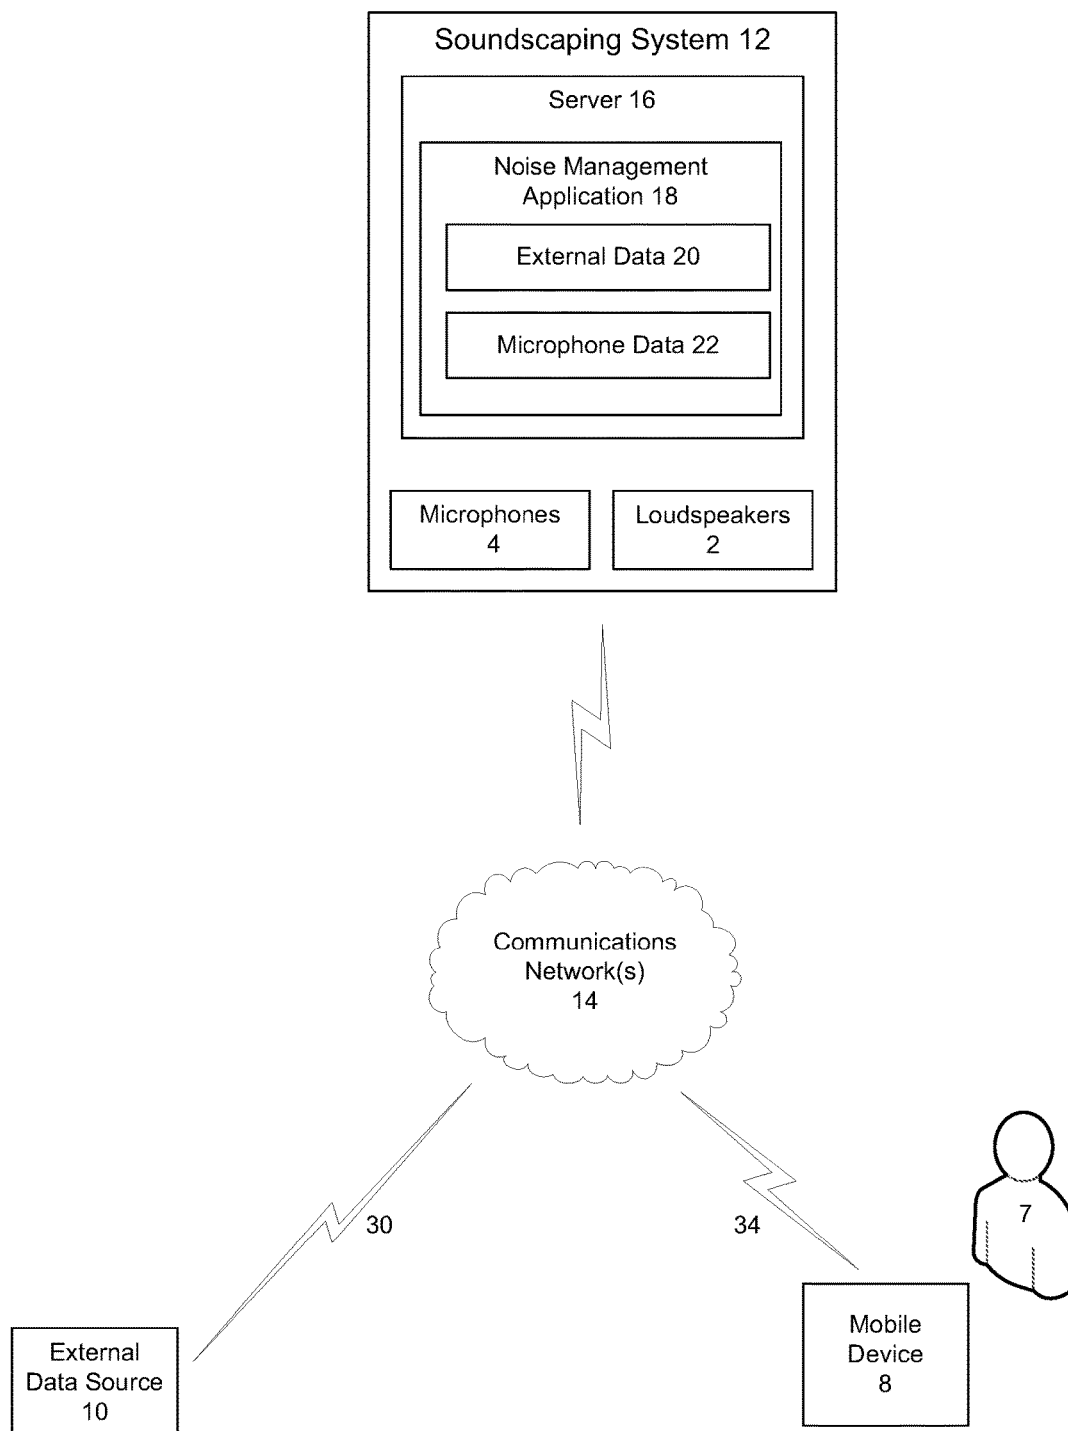 Soundscaping System 12
Server 16
Noise Management
Application 18
External Data 20
Microphone Data 22
Microphones
4
Loudspeakers
2
Communications
Network(s)
14
30
34
7
External
Data Source
10
Mobile
Device
8